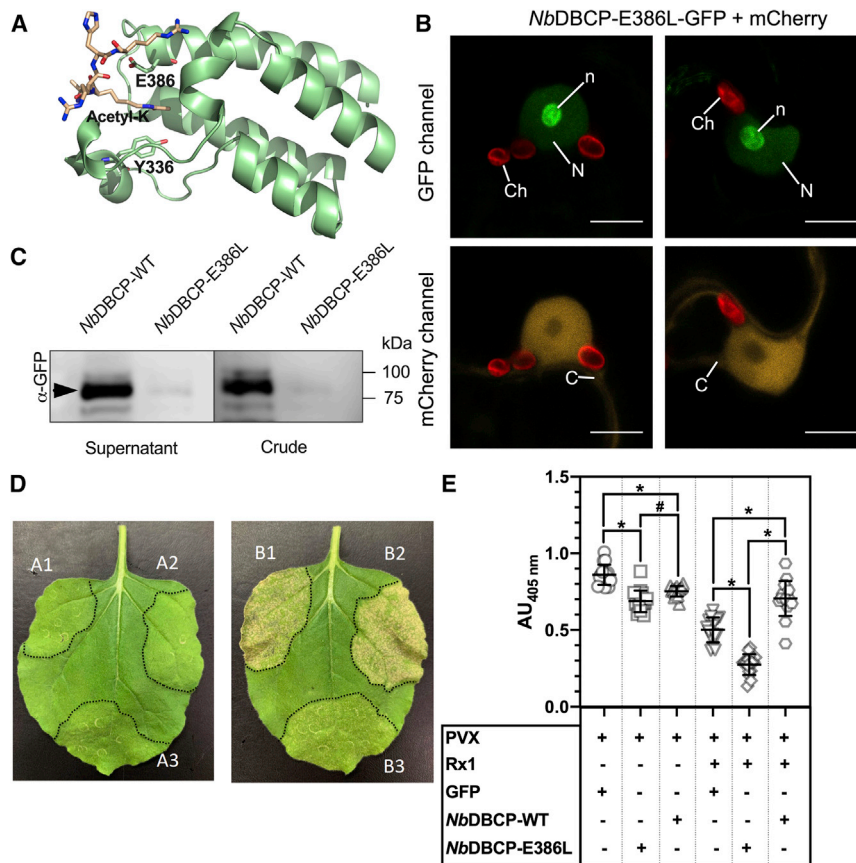 A
E386
Acetyl-K
Y336
B
NbDBCP-E386L-GFP + mCherry
GFP channel
n
Ch
N
n
Ch
N
mCherry channel
C
C
C
NbDBCP-WT
NbDBCP-E386L
NbDBCP-WT
NbDBCP-E386L
kDa
α-GFP
100
75
Supernatant
Crude
D
A1
A2
A3
B1
B2
B3
E
AU405 nm
1.5
1.0
0.5
0.0
*
*
#
*
*
*
PVX + + + + + +
Rx1 - - - + + +
GFP + - - + - -
NbDBCP-WT - - + - - +
NbDBCP-E386L - + - - + -